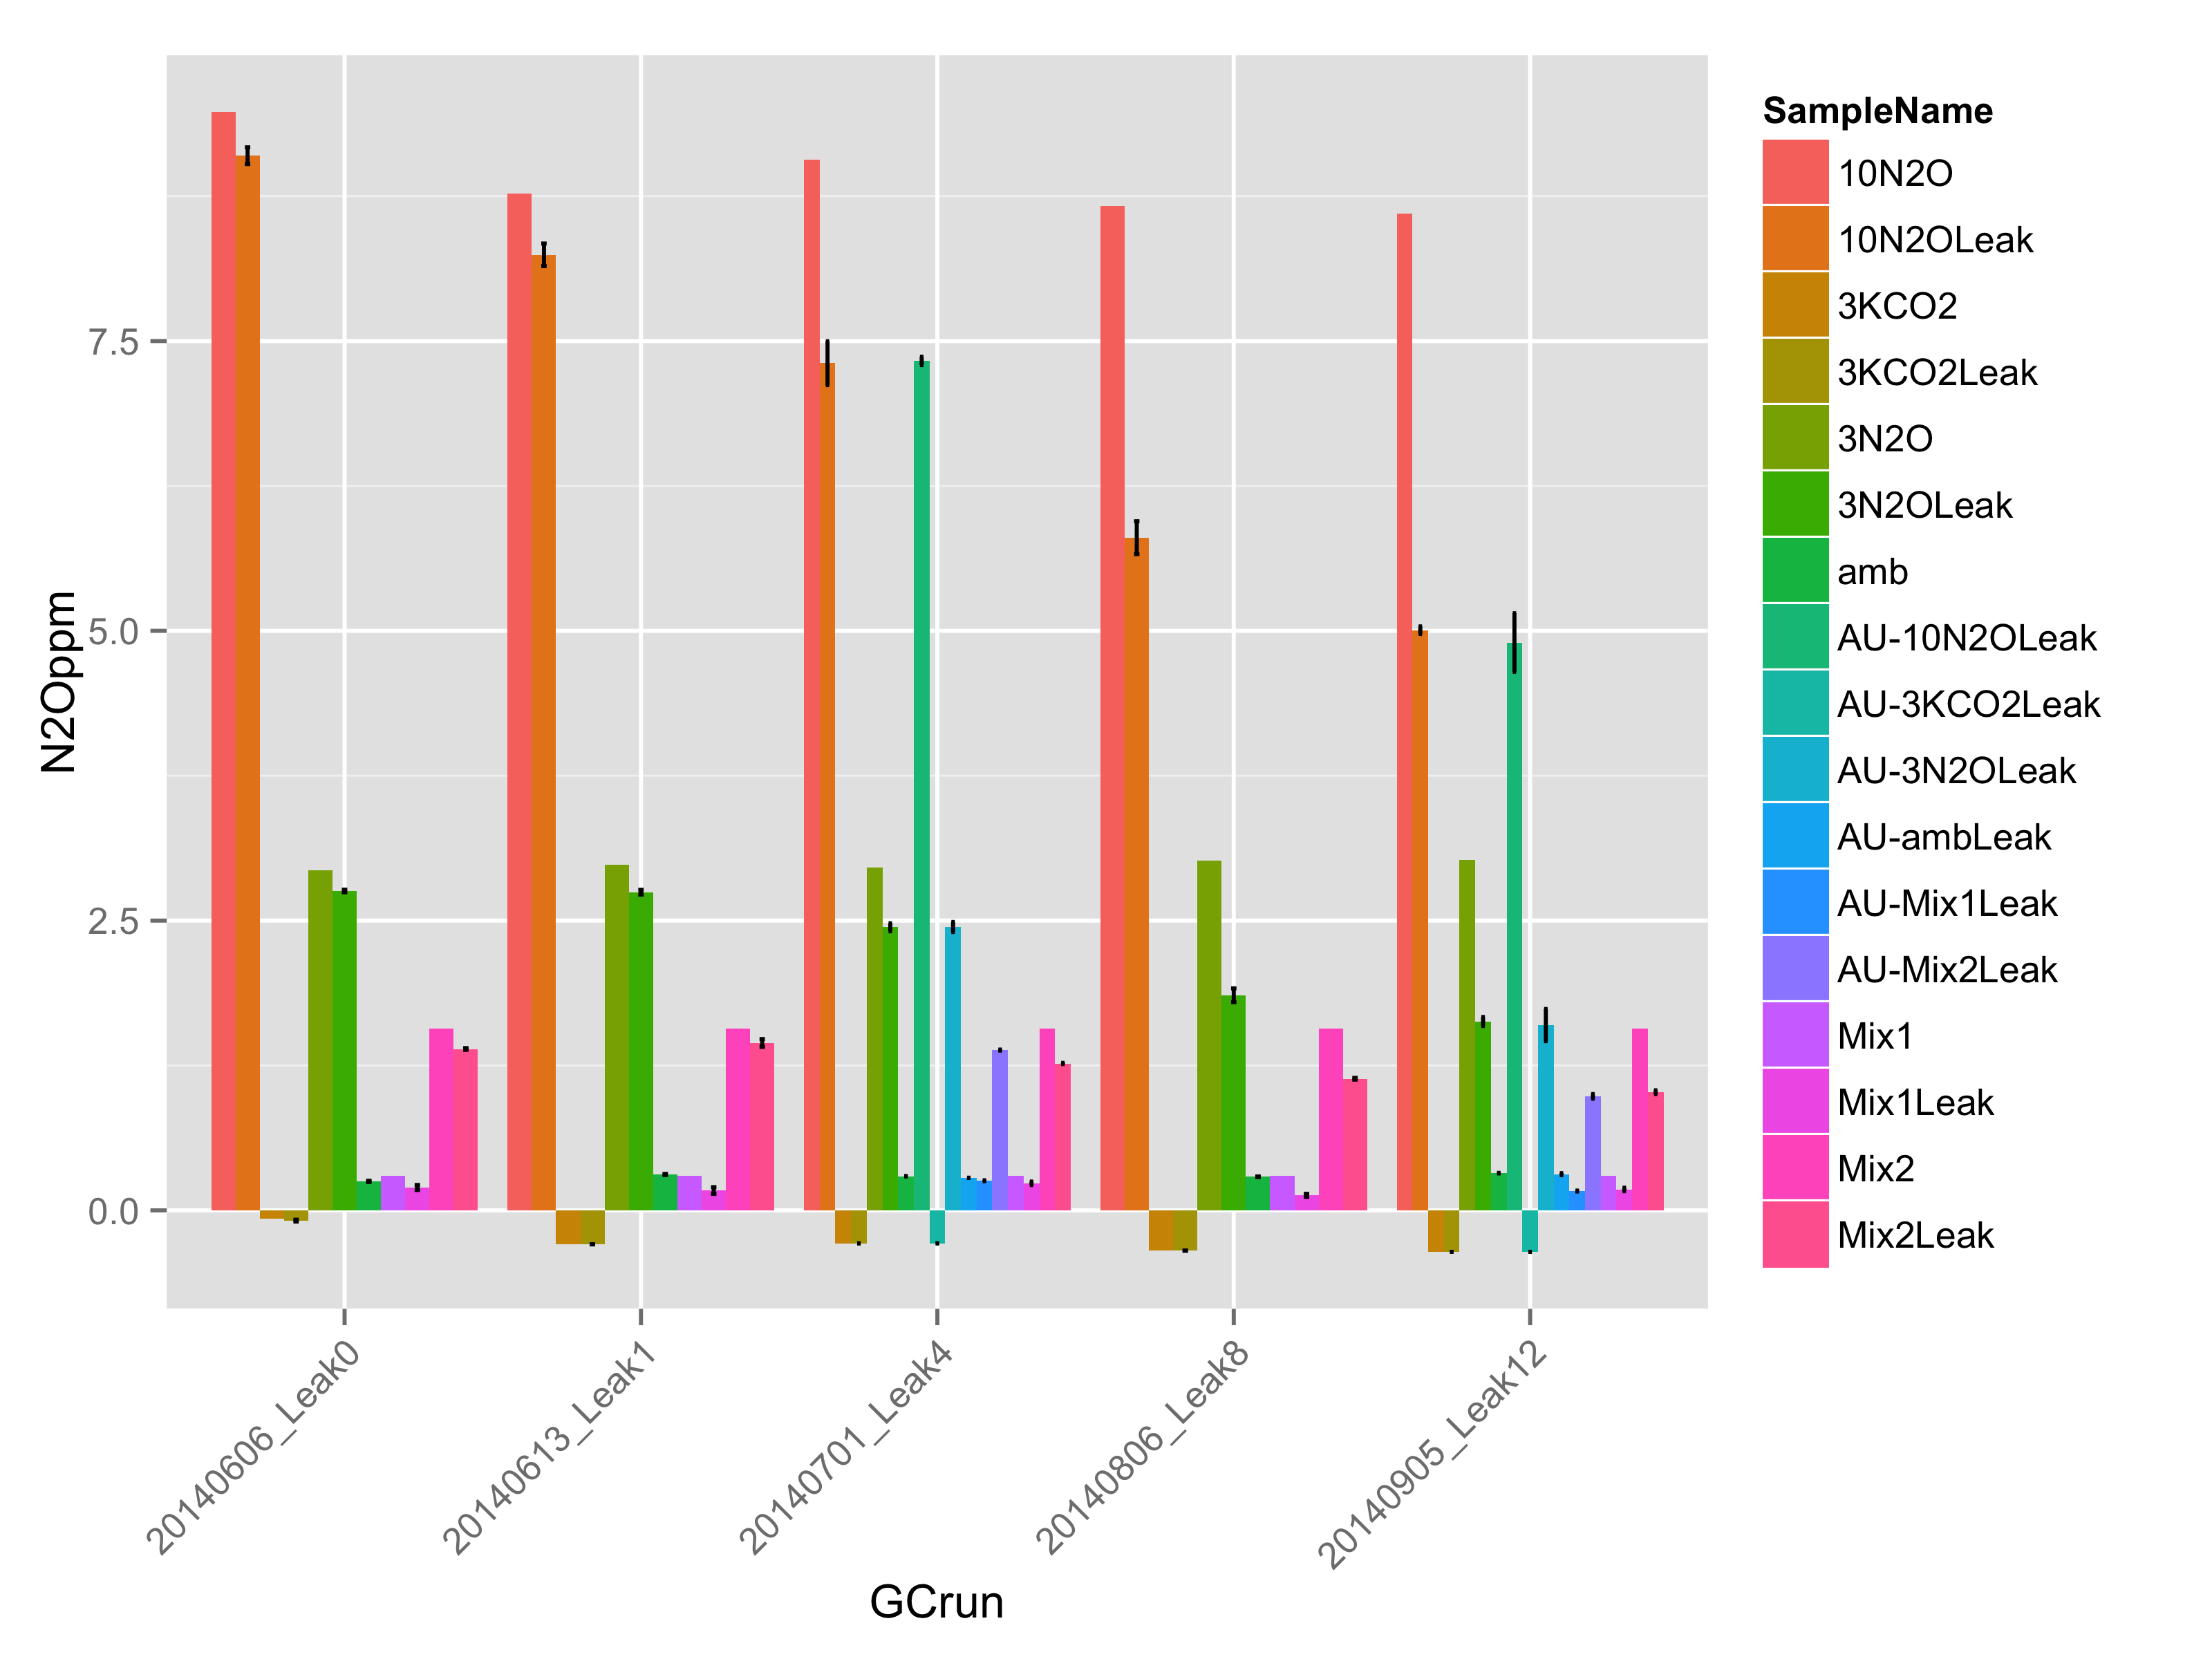 N2Oppm
7.5
5.0
2.5
0.0
20140606_Leak0
20140613_Leak1
20140701_Leak4
20140806_Leak8
20140905_Leak12
GCrun
SampleName
10N2O
10N2OLeak
3KCO2
3KCO2Leak
3N2O
3N2OLeak
amb
AU-10N2OLeak
AU-3KCO2Leak
AU-3N2OLeak
AU-ambLeak
AU-Mix1Leak
AU-Mix2Leak
Mix1
Mix1Leak
Mix2
Mix2Leak